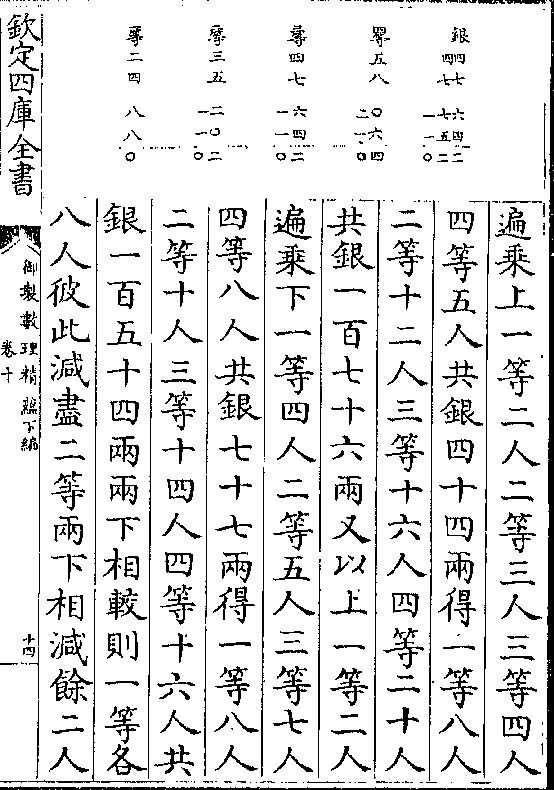 銀 四四 七七 一七六 一五四 〇二二
四等 五 八 二〇 一六 〇四
三等 四 七 一六 一四 〇二
二等 三 五 一二 一〇 〇二
一等 二 四 八 八 〇
遍乗上一等二人二等三人三等四人
四等五人共銀四十四兩得一等八人
二等十二人三等十六人四等二十人
共銀一百七十六兩又以上一等二人
遍乗下一等四人二等五人三等七人
四等八人共銀七十七兩得一等八人
二等十人三等十四人四等十六人共
銀一百五十四兩兩下相較則一等各
八人彼此減盡二等兩下相減餘二人
欽定四庫全書
御製數理精蘊下編
卷十
十四